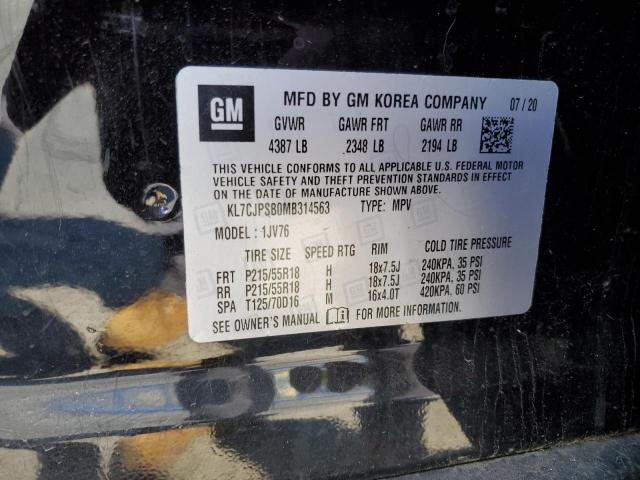 GM MFD BY GM KOREA COMPANY 07/20
GVWR GAWR FRT GAWR RR
4387 LB 2348 LB 2194 LB
THIS VEHICLE CONFORMS TO ALL APPLICABLE U.S. FEDERAL MOTOR
VEHICLE SAFETY AND THEFT PREVENTION STANDARDS IN EFFECT
ON THE DATE OF MANUFACTURE SHOWN ABOVE.
KL7CJPSB0MB314563 TYPE: MPV
MODEL: 1JV76
TIRE SIZE SPEED RTG RIM COLD TIRE PRESSURE
FRT P215/55R18 H 18x7.5J 240KPA, 35 PSI
RR P215/55R18 H 18x7.5J 240KPA, 35 PSI
SPA T125/70D16 M 16x4.0T 420KPA, 60 PSI
SEE OWNER'S MANUAL FOR MORE INFORMATION.